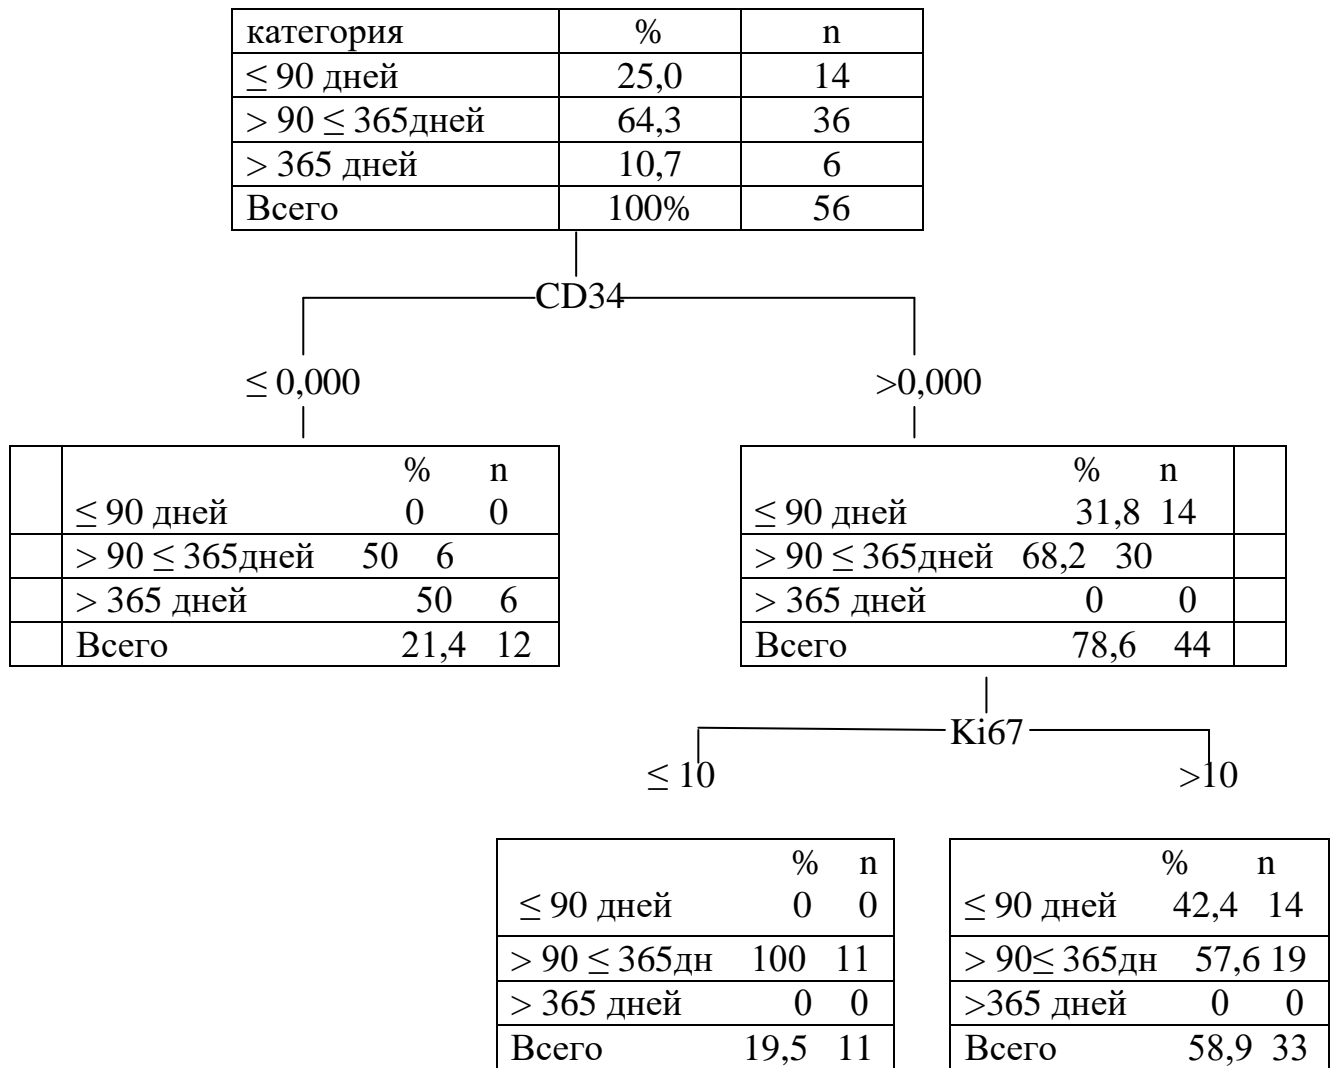 категория % n
≤ 90 дней 25,0 14
> 90 ≤ 365дней 64,3 36
> 365 дней 10,7 6
Всего 100% 56
CD34
≤ 0,000 >0,000
% n
≤ 90 дней 0 0
> 90 ≤ 365дней 50 6
> 365 дней 50 6
Всего 21,4 12
% n
≤ 90 дней 31,8 14
> 90 ≤ 365дней 68,2 30
> 365 дней 0 0
Всего 78,6 44
Ki67
≤ 10 >10
% n
≤ 90 дней 0 0
> 90 ≤ 365дн 100 11
> 365 дней 0 0
Всего 19,5 11
% n
≤ 90 дней 42,4 14
> 90≤ 365дн 57,6 19
>365 дней 0 0
Всего 58,9 33